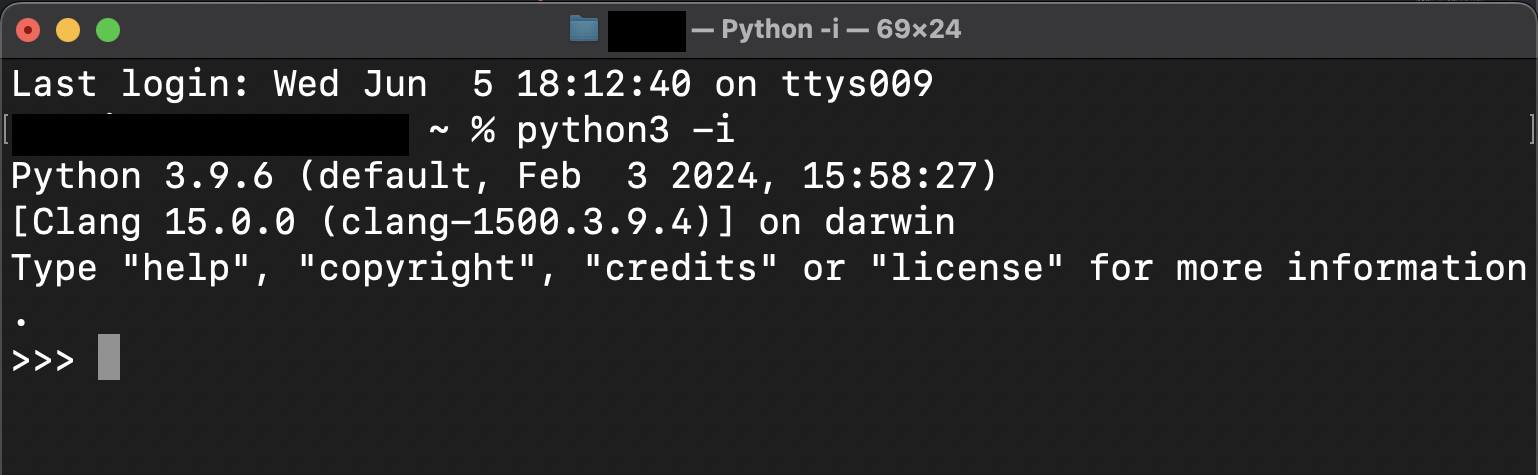 — Python -i — 69×24
Last login: Wed Jun  5 18:12:40 on ttys009
[ ~ % python3 -i ]
Python 3.9.6 (default, Feb  3 2024, 15:58:27)
[Clang 15.0.0 (clang-1500.3.9.4)] on darwin
Type "help", "copyright", "credits" or "license" for more information
.
>>>